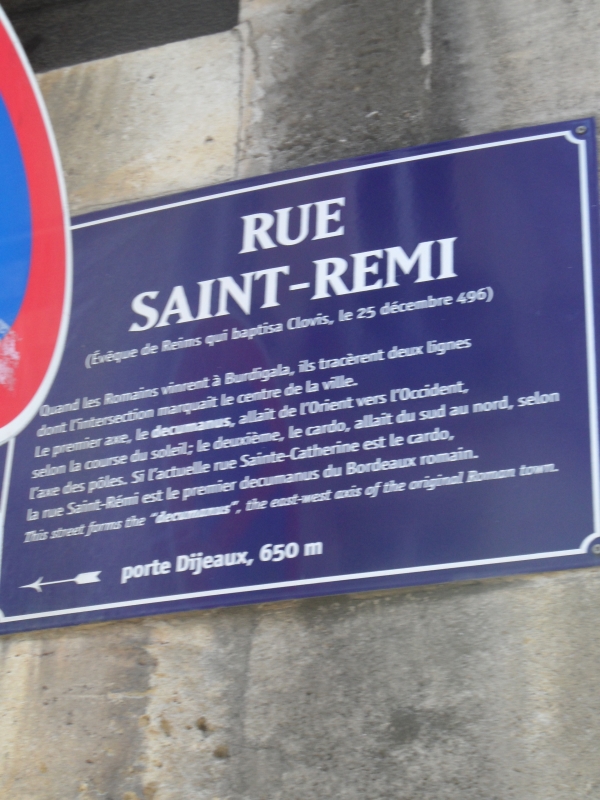 RUE
SAINT-REMI
(Évêque de Reims qui baptisa Clovis, le 25 décembre 496)
Quand les Romains vinrent à Burdigala, ils tracèrent deux lignes
dont l'intersection marquait le centre de la ville.
Le premier axe, le decumanus, allait de l'Orient vers l'Occident,
selon la course du soleil; le deuxième, le cardo, allait du sud au nord, selon
l'axe des pôles. Si l'actuelle rue Sainte-Catherine est le cardo,
la rue Saint-Rémi est le premier decumanus du Bordeaux romain.
This street forms the "decumanus", the east-west axis of the original Roman town.
porte Dijeaux, 650 m